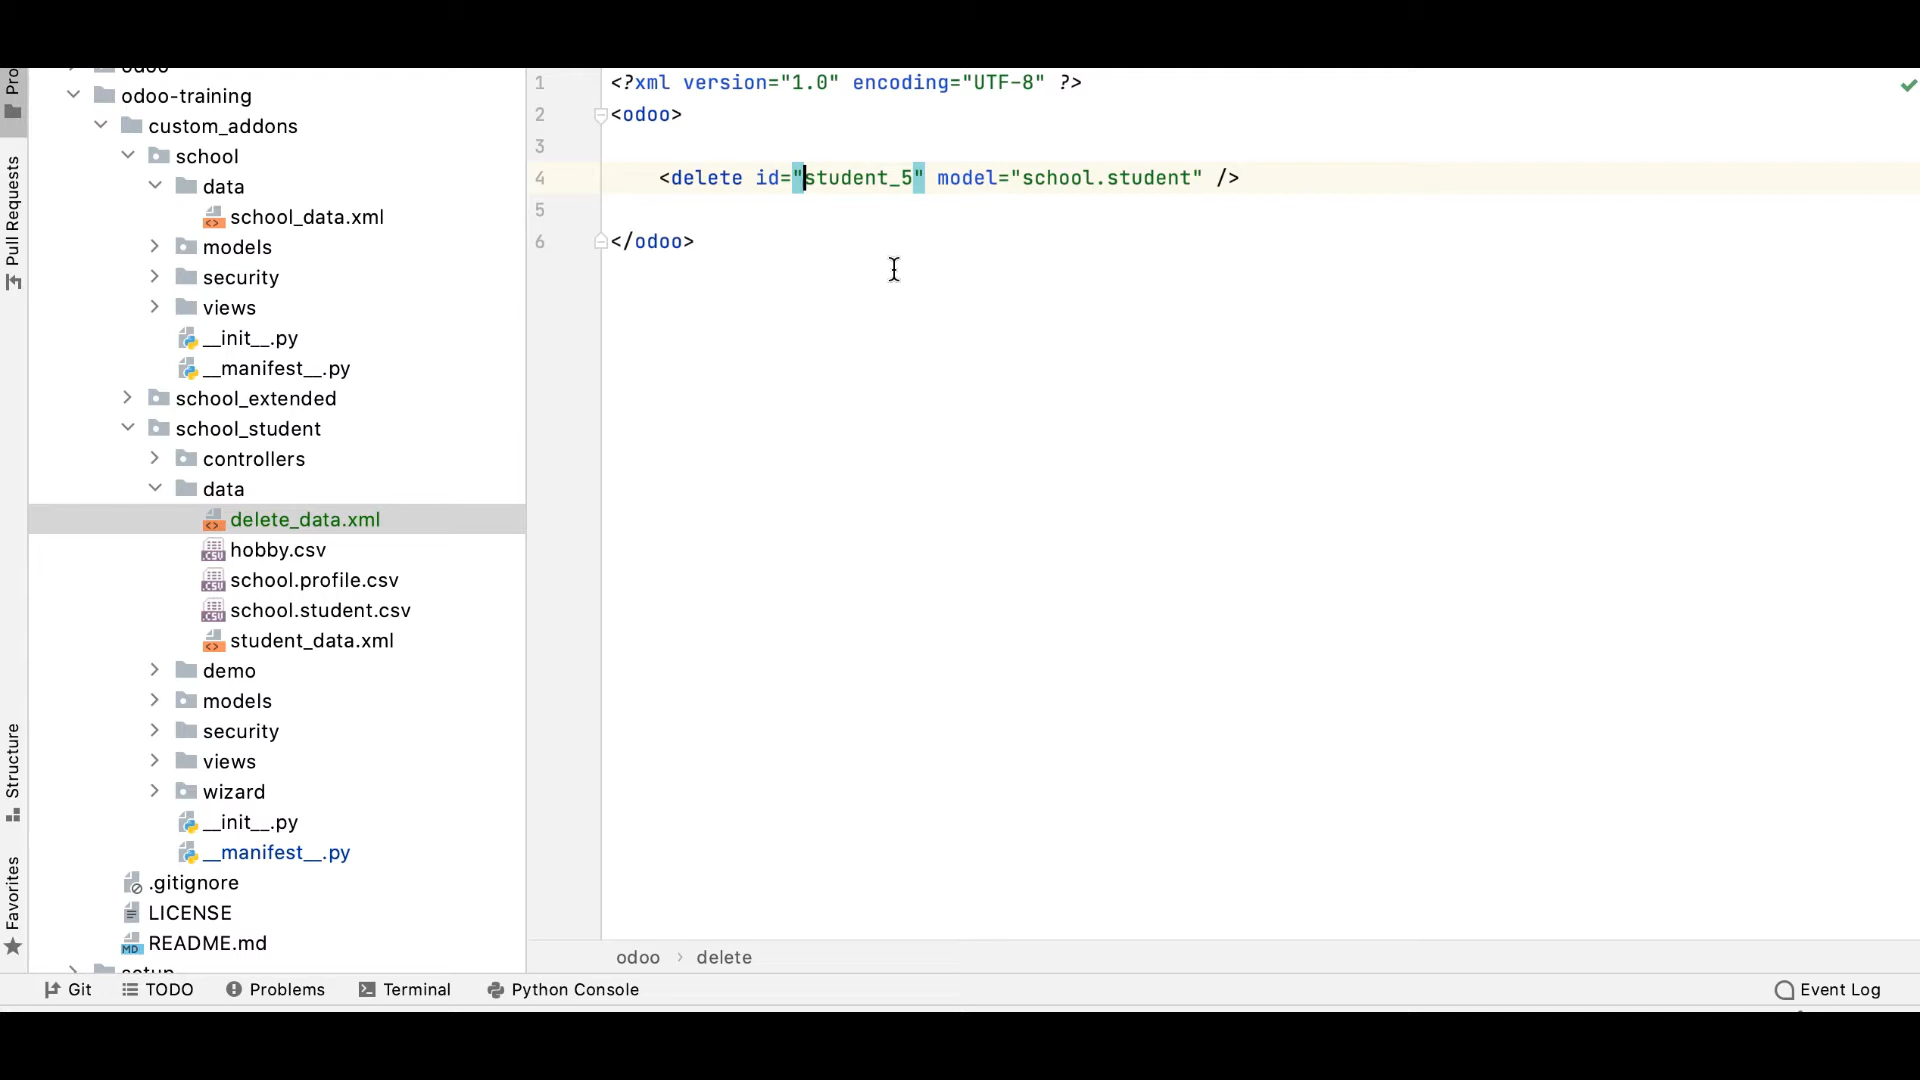 Pro
Pull Requests
Structure
Favorites
odoo
odoo-training
custom_addons
school
data
school_data.xml
models
security
views
__init__.py
__manifest__.py
school_extended
school_student
controllers
data
delete_data.xml
hobby.csv
school.profile.csv
school.student.csv
student_data.xml
demo
models
security
views
wizard
__init__.py
__manifest__.py
.gitignore
LICENSE
README.md
setup
1 <?xml version="1.0" encoding="UTF-8" ?>
2 <odoo>
3
4 <delete id="student_5" model="school.student" />
5
6 </odoo>
odoo › delete
Git TODO Problems Terminal Python Console Event Log